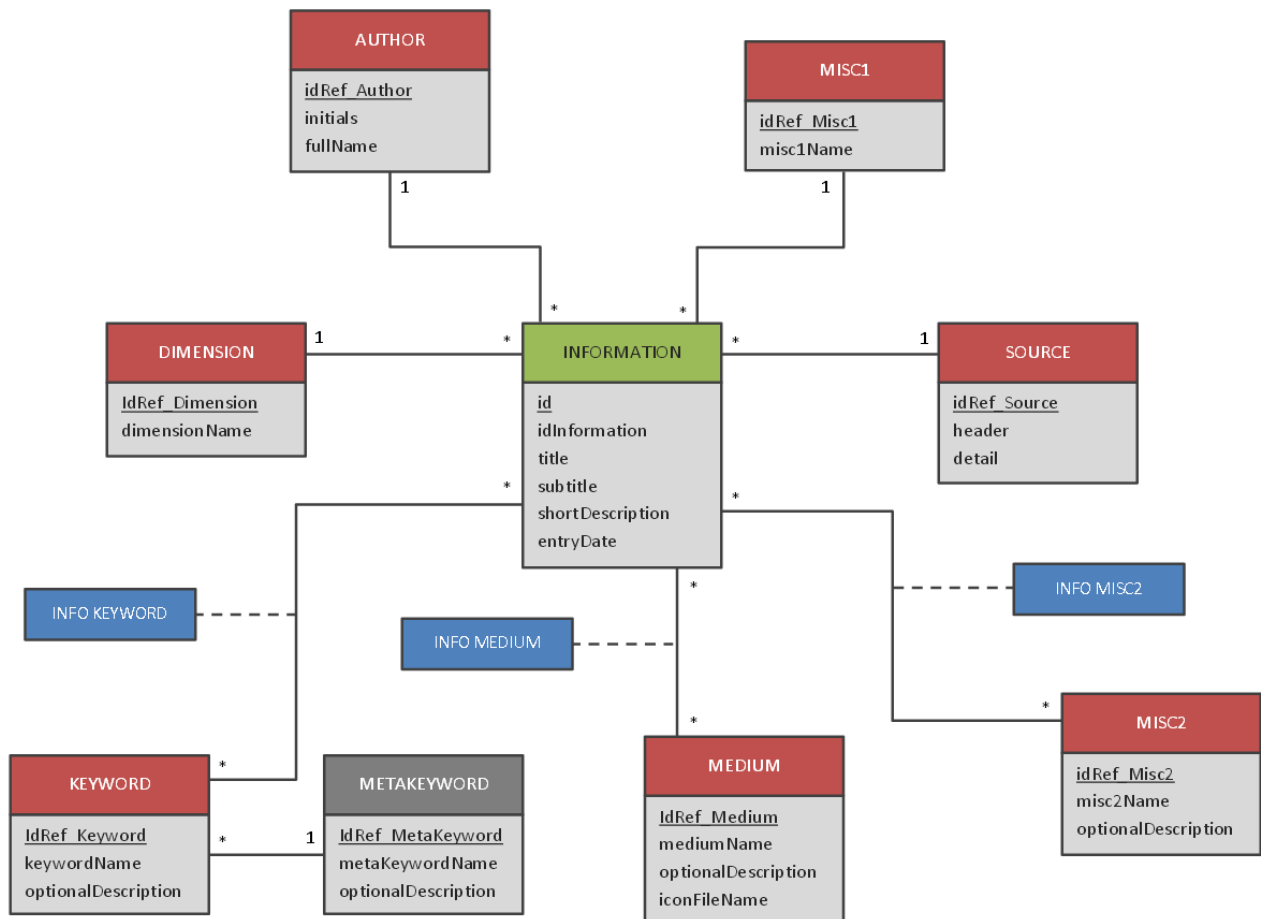 AUTHOR
idRef_Author
initials
fullName
1
MISC1
idRef_Misc1
misc1Name
1
*
*
DIMENSION
IdRef_Dimension
dimensionName
1
*
INFORMATION
id
idInformation
title
subtitle
shortDescription
entryDate
*
1
SOURCE
idRef_Source
header
detail
*
*
*
INFO KEYWORD
INFO MEDIUM
INFO MISC2
*
*
*
KEYWORD
IdRef_Keyword
keywordName
optionalDescription
*
1
METAKEYWORD
IdRef_MetaKeyword
metaKeywordName
optionalDescription
MEDIUM
IdRef_Medium
mediumName
optionalDescription
iconFileName
MISC2
idRef_Misc2
misc2Name
optionalDescription